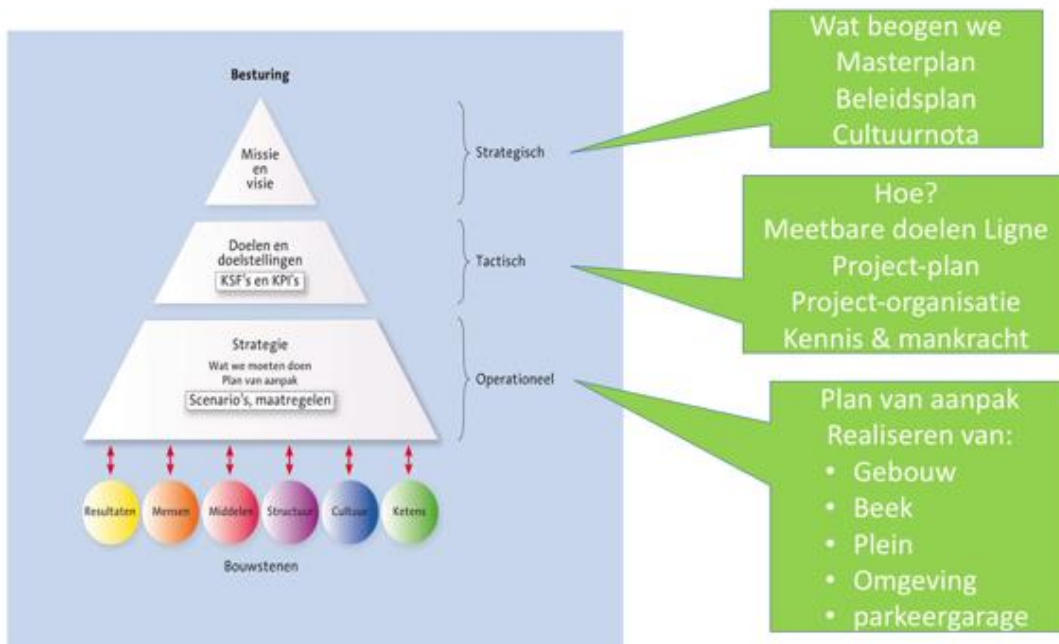 Besturing
Missie
en
visie
Strategisch
Doelen en
doelstellingen
KSF's en KPI's
Tactisch
Strategie
Wat we moeten doen
Plan van aanpak
Scenario's, maatregelen
Operationeel
Resultaten
Mensen
Middelen
Structuur
Cultuur
Ketens
Bouwstenen
Wat beogen we
Masterplan
Beleidsplan
Cultuurnota
Hoe?
Meetbare doelen Ligne
Project-plan
Project-organisatie
Kennis & mankracht
Plan van aanpak
Realiseren van:
• Gebouw
• Beek
• Plein
• Omgeving
• parkeergarage